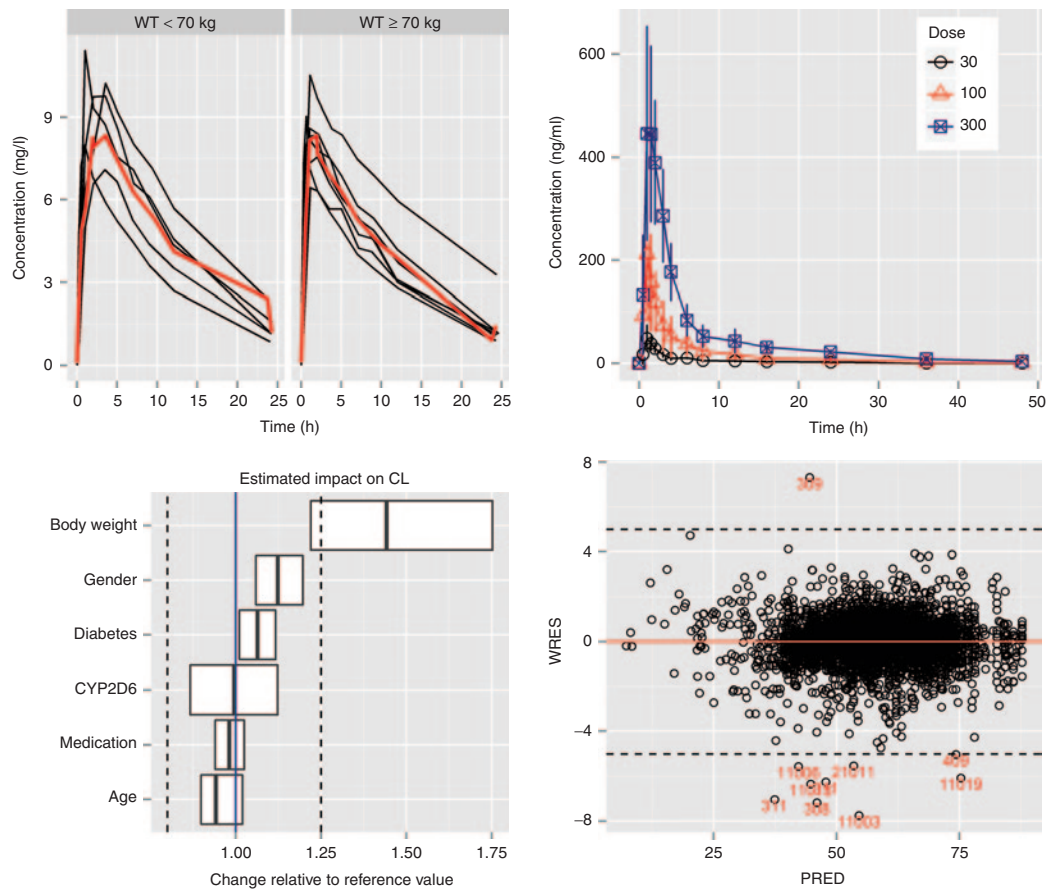 WT < 70 kg
WT ≥ 70 kg
Concentration (mg/l)
9
6
3
0
0 5 10 15 20 25
0 5 10 15 20 25
Time (h)
Concentration (ng/ml)
600
400
200
0
Dose
30
100
300
0 10 20 30 40 50
Time (h)
Estimated impact on CL
Body weight
Gender
Diabetes
CYP2D6
Medication
Age
1.00 1.25 1.50 1.75
Change relative to reference value
WRES
8
4
0
−4
−8
309
409
21011
11019
311
308
11003
25 50 75
PRED